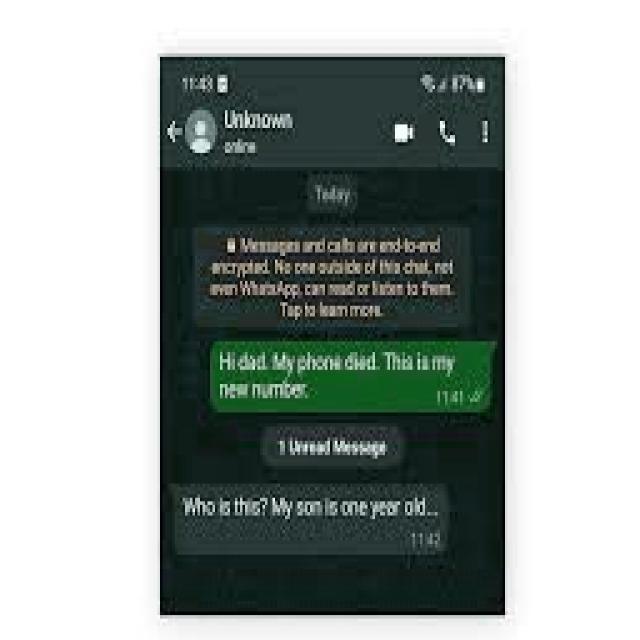 11:43 87%
Unknown
online
Today
Messages and calls are end-to-end
encrypted. No one outside of this chat, not
even WhatsApp, can read or listen to them.
Tap to learn more.
Hi dad. My phone died. This is my
new number.
11:41
1 Unread Message
Who is this? My son is one year old...
11:42